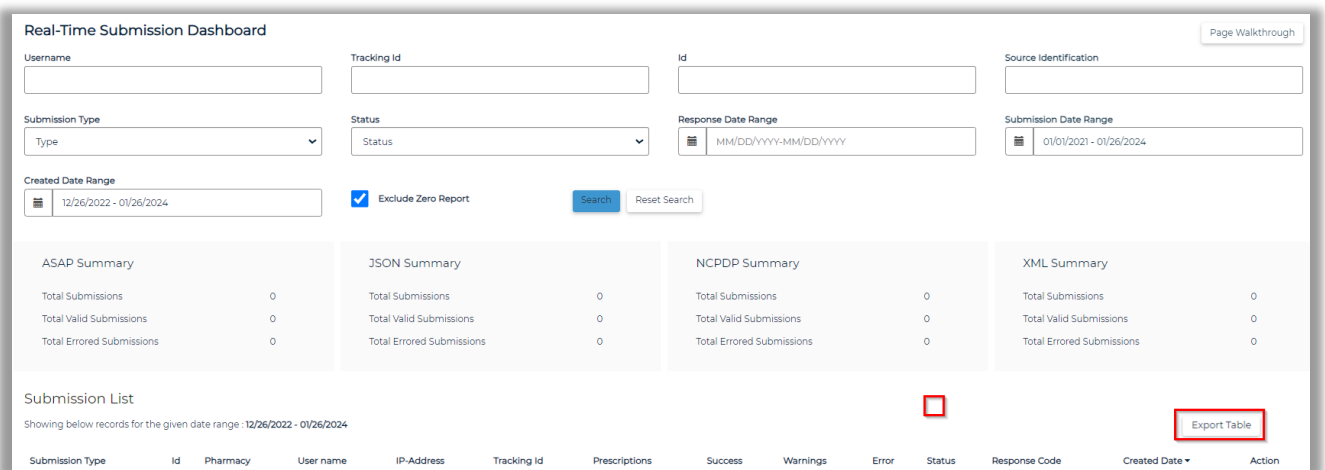 Real-Time Submission Dashboard
Page Walkthrough
Username Tracking Id Id Source Identification
Submission Type Status Response Date Range Submission Date Range
Type Status MM/DD/YYYY-MM/DD/YYYY 01/01/2021 - 01/26/2024
Created Date Range
12/26/2022 - 01/26/2024 Exclude Zero Report Search Reset Search
ASAP Summary JSON Summary NCPDP Summary XML Summary
Total Submissions 0 Total Submissions 0 Total Submissions 0 Total Submissions 0
Total Valid Submissions 0 Total Valid Submissions 0 Total Valid Submissions 0 Total Valid Submissions 0
Total Errored Submissions 0 Total Errored Submissions 0 Total Errored Submissions 0 Total Errored Submissions 0
Submission List
Showing below records for the given date range : 12/26/2022 - 01/26/2024 Export Table
Submission Type Id Pharmacy User name IP-Address Tracking Id Prescriptions Success Warnings Error Status Response Code Created Date Action